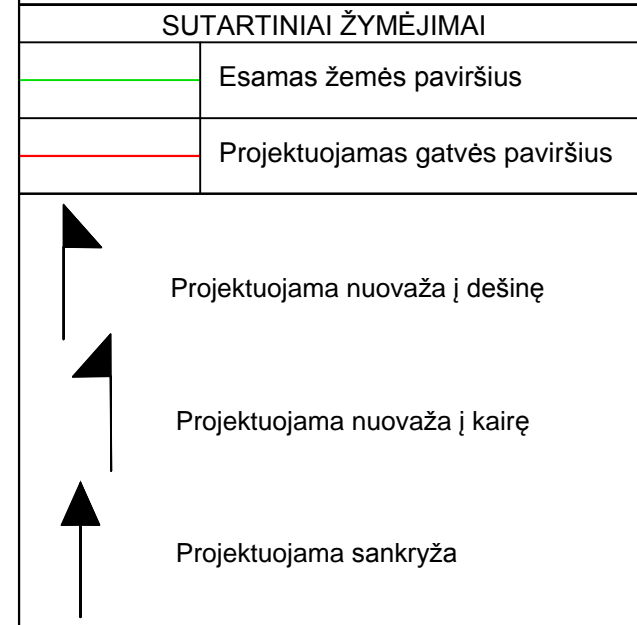 SUTARTINIAI ŽYMĖJIMAI
Esamas žemės paviršius
Projektuojamas gatvės paviršius
Projektuojama nuovaža į dešinę
Projektuojama nuovaža į kairę
Projektuojama sankryža